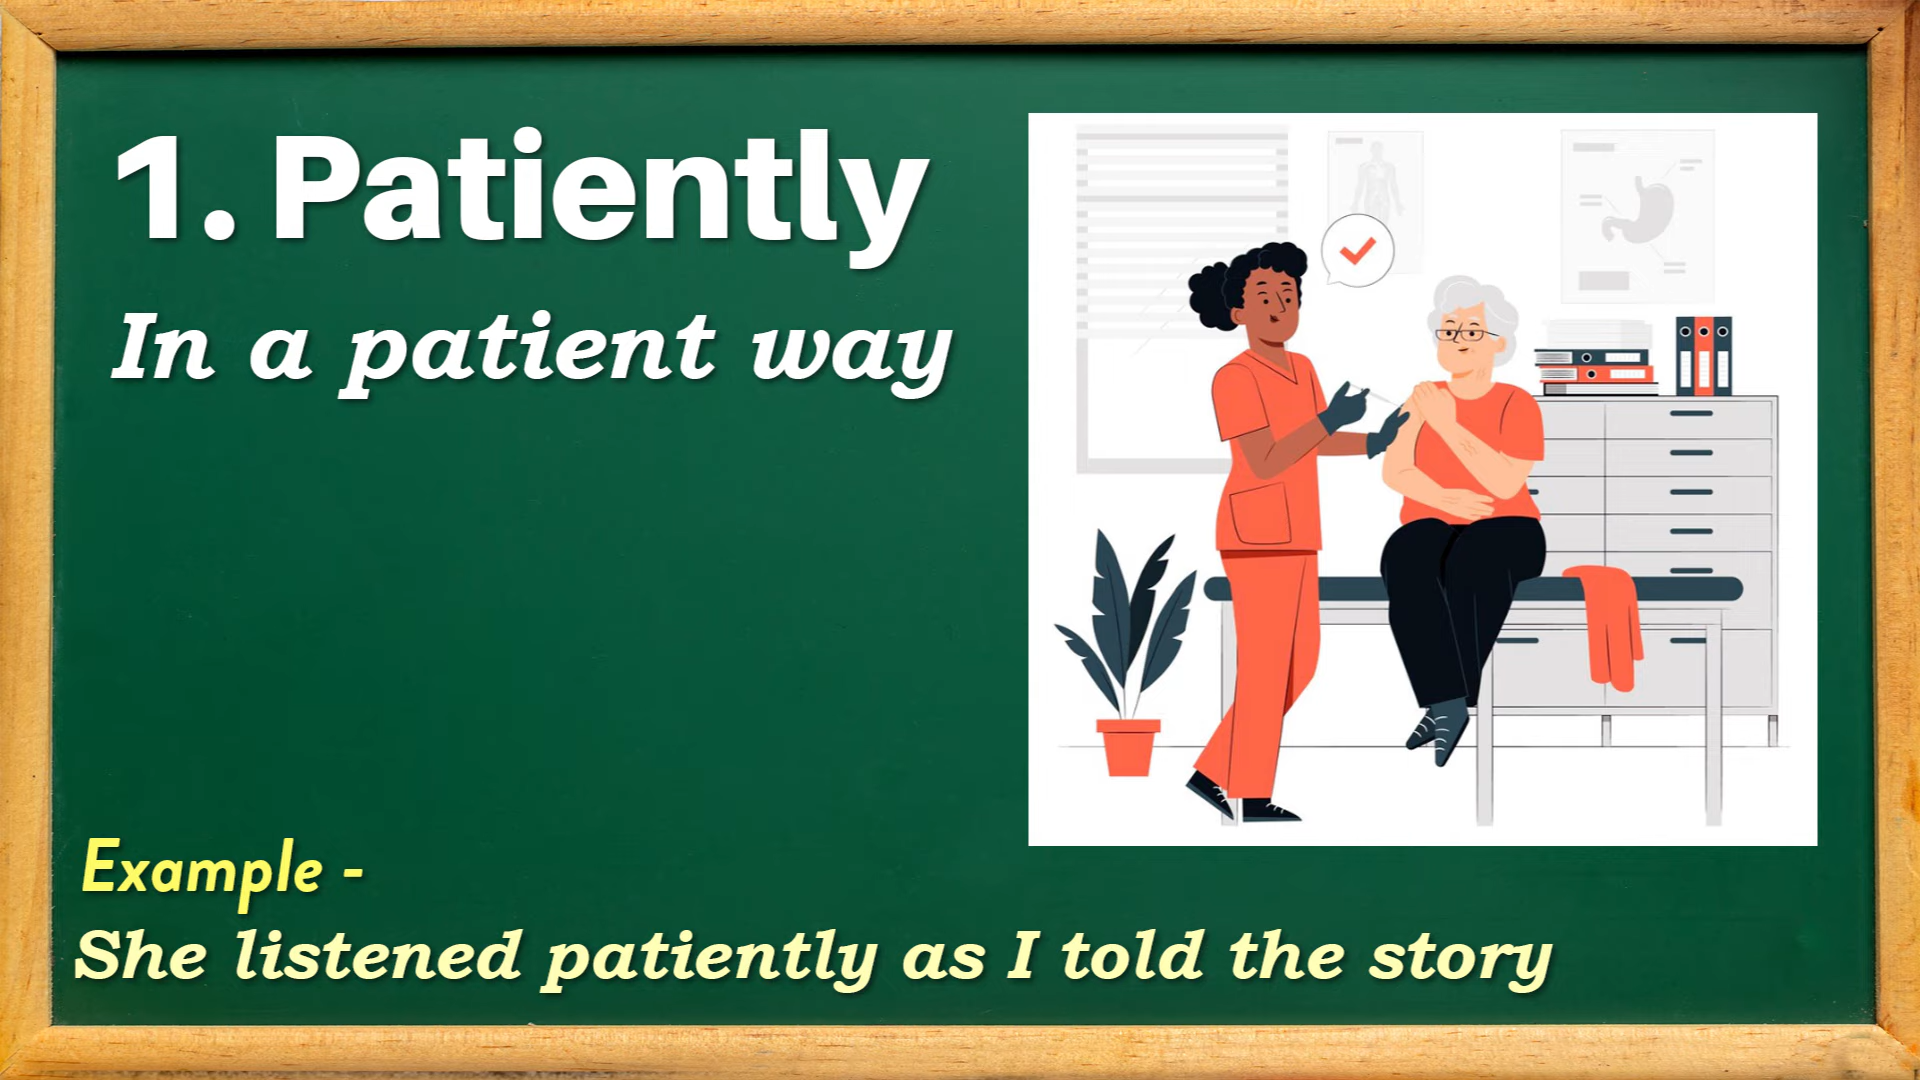 1. Patiently
In a patient way
Example -
She listened patiently as I told the story